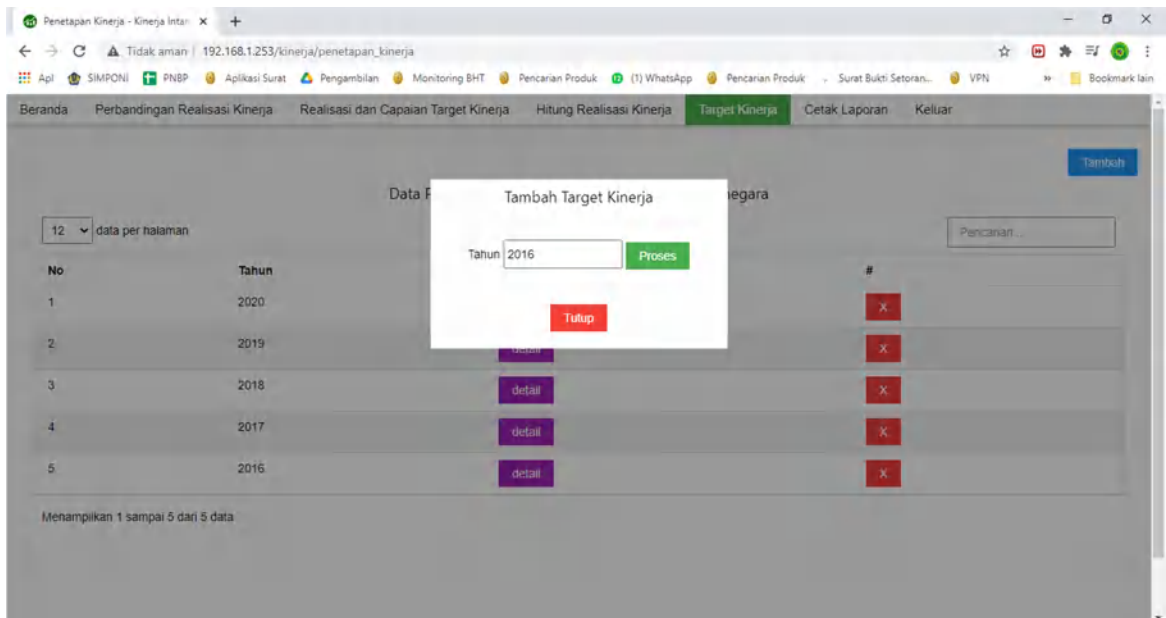 Penetapan Kinerja - Kinerja Intan
Tidak aman 192.168.1.253/kinerja/penetapan_kinerja
Apl SIMPONI PNBP Aplikasi Surat Pengambilan Monitoring BHT Pencarian Produk (1) WhatsApp Pencarian Produk Surat Bukti Setoran... VPN » Bookmark lain
Beranda Perbandingan Realisasi Kinerja Realisasi dan Capaian Target Kinerja Hitung Realisasi Kinerja Target Kinerja Cetak Laporan Keluar
Tambah
Data egara
Tambah Target Kinerja
12 data per halaman Pencarian...
Tahun 2016 Proses
No Tahun #
1 2020 X
Tutup
2 2019 detail X
3 2018 detail X
4 2017 detail X
5 2016 detail X
Menampilkan 1 sampai 5 dari 5 data